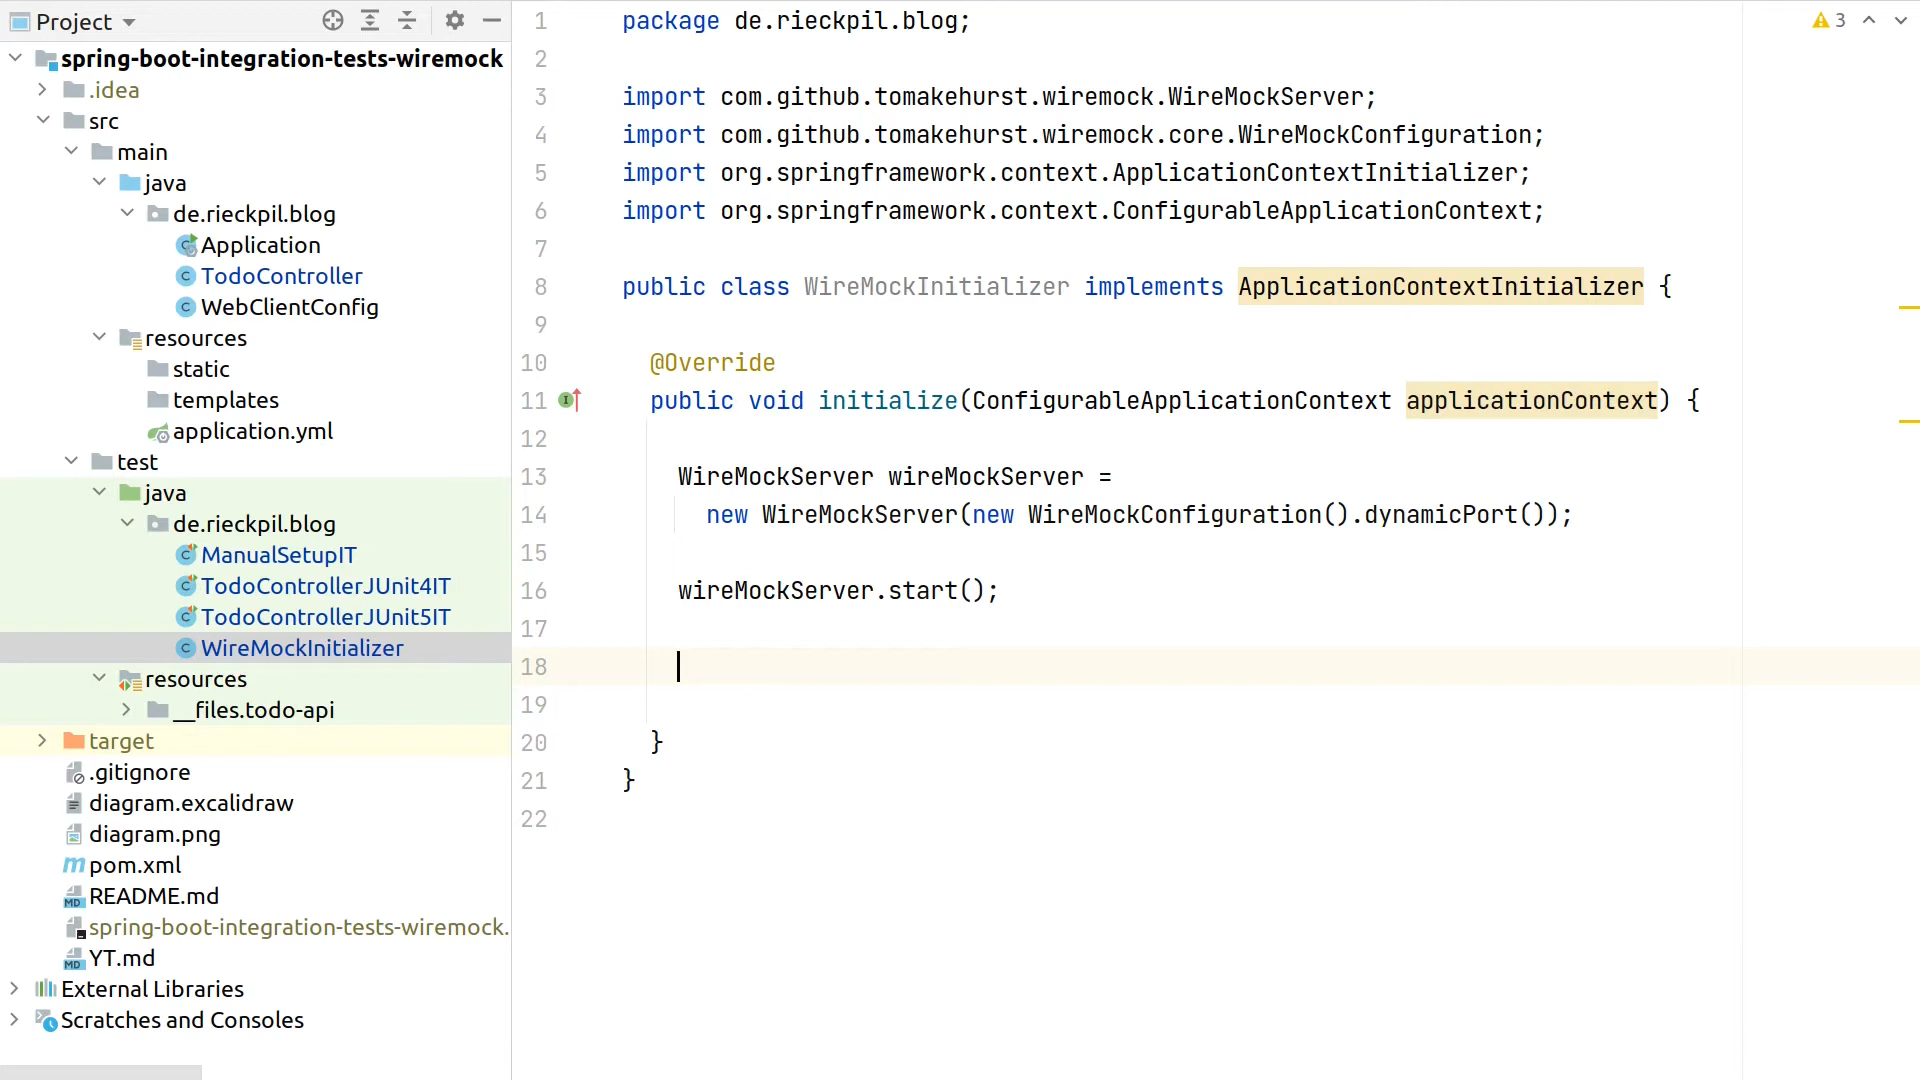 Project
spring-boot-integration-tests-wiremock
.idea
src
main
java
de.rieckpil.blog
Application
TodoController
WebClientConfig
resources
static
templates
application.yml
test
java
de.rieckpil.blog
ManualSetupIT
TodoControllerJUnit4IT
TodoControllerJUnit5IT
WireMockInitializer
resources
__files.todo-api
target
.gitignore
diagram.excalidraw
diagram.png
pom.xml
README.md
spring-boot-integration-tests-wiremock.
YT.md
External Libraries
Scratches and Consoles
1 package de.rieckpil.blog;
2
3 import com.github.tomakehurst.wiremock.WireMockServer;
4 import com.github.tomakehurst.wiremock.core.WireMockConfiguration;
5 import org.springframework.context.ApplicationContextInitializer;
6 import org.springframework.context.ConfigurableApplicationContext;
7
8 public class WireMockInitializer implements ApplicationContextInitializer {
9
10 @Override
11 public void initialize(ConfigurableApplicationContext applicationContext) {
12
13 WireMockServer wireMockServer =
14 new WireMockServer(new WireMockConfiguration().dynamicPort());
15
16 wireMockServer.start();
17
18
19
20 }
21 }
22
3